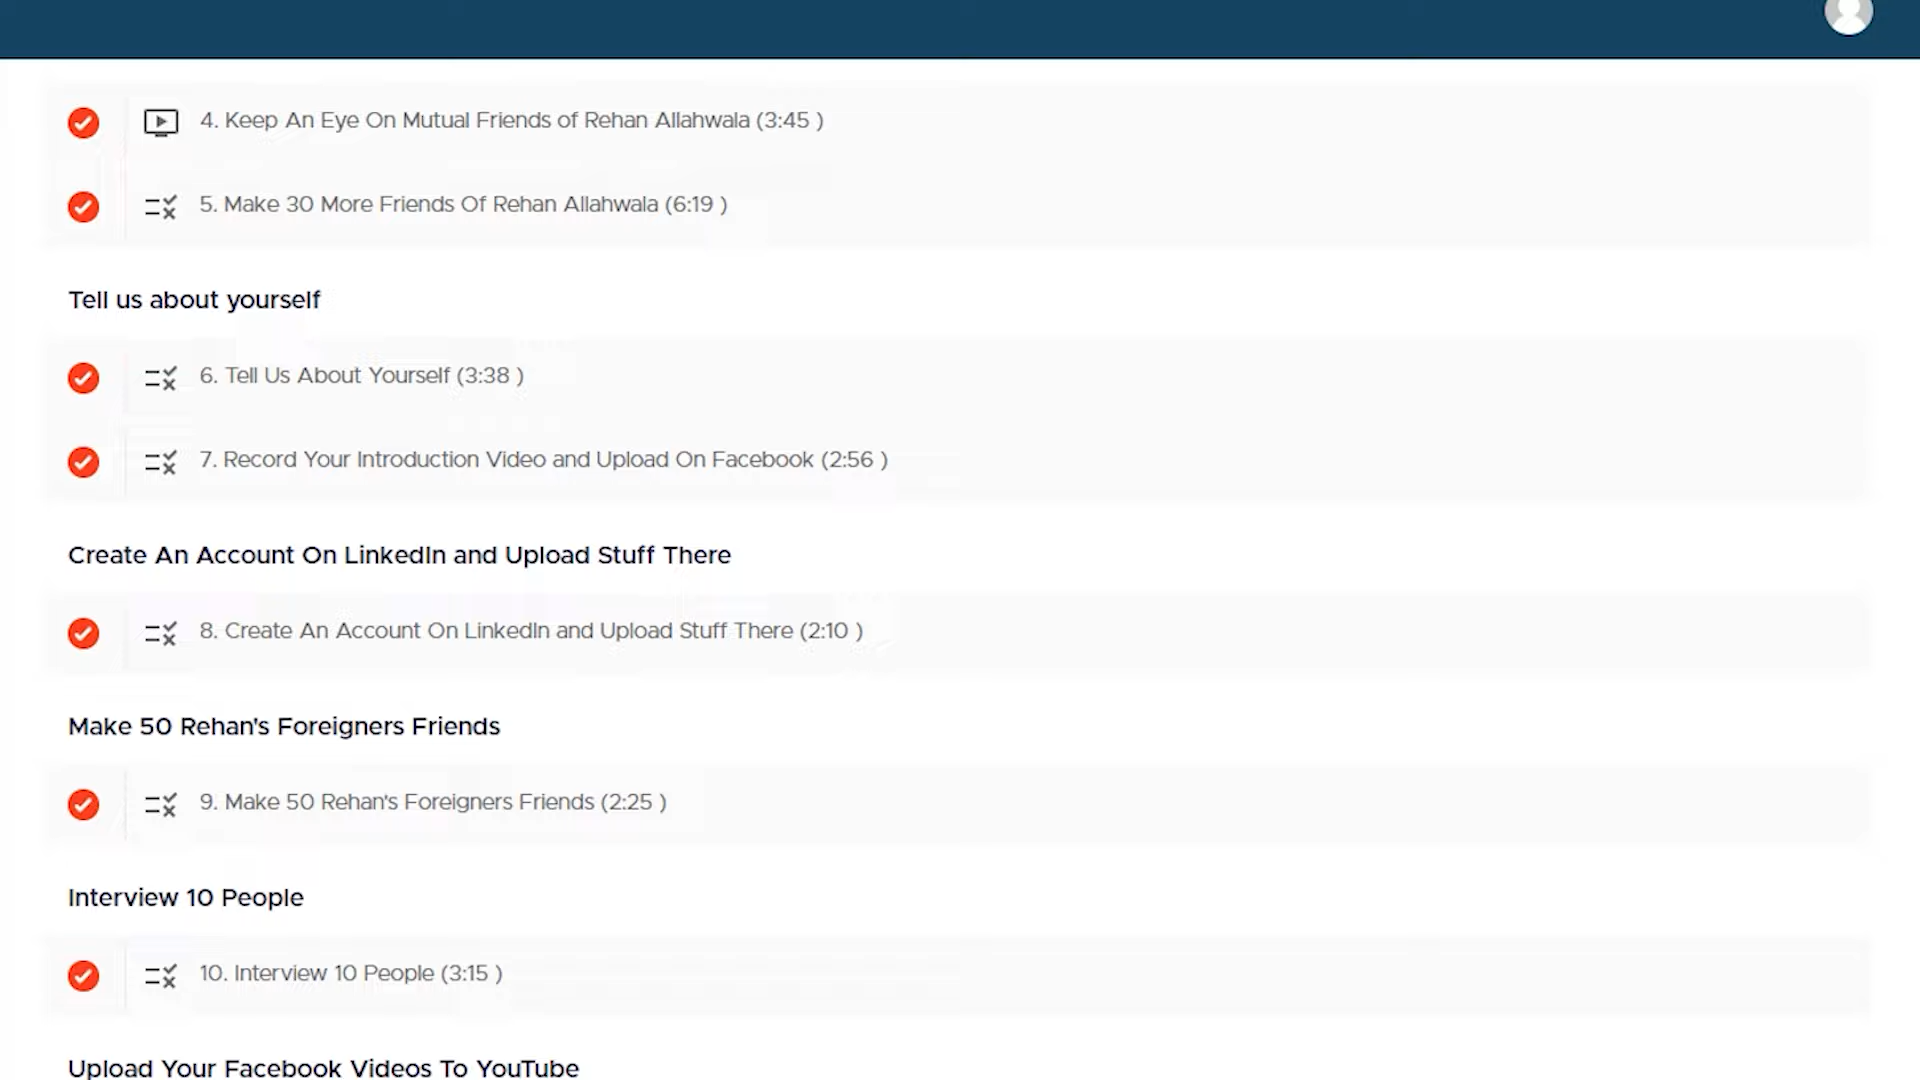 4. Keep An Eye On Mutual Friends of Rehan Allahwala (3:45 )
5. Make 30 More Friends Of Rehan Allahwala (6:19 )
Tell us about yourself
6. Tell Us About Yourself (3:38 )
7. Record Your Introduction Video and Upload On Facebook (2:56 )
Create An Account On LinkedIn and Upload Stuff There
8. Create An Account On LinkedIn and Upload Stuff There (2:10 )
Make 50 Rehan's Foreigners Friends
9. Make 50 Rehan's Foreigners Friends (2:25 )
Interview 10 People
10. Interview 10 People (3:15 )
Upload Your Facebook Videos To YouTube